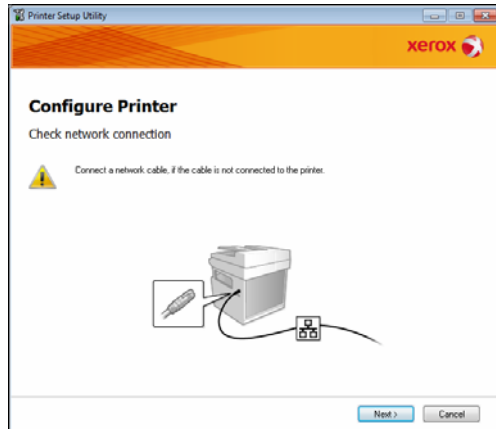 Printer Setup Utility
xerox
Configure Printer
Check network connection
Connect a network cable, if the cable is not connected to the printer.
Next >
Cancel